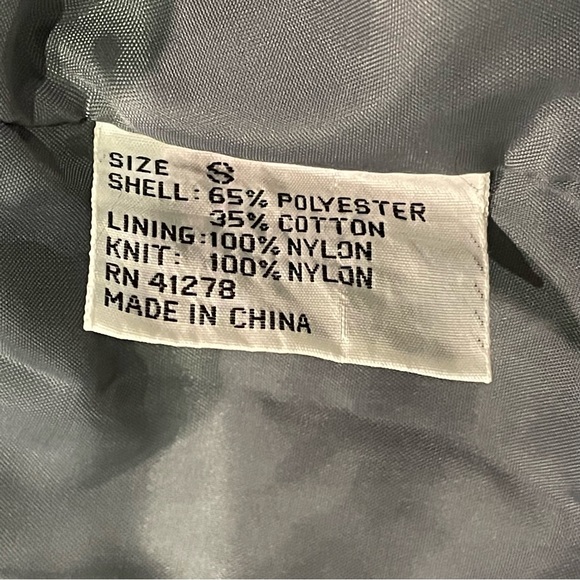 SIZE S
SHELL: 65% POLYESTER
35% COTTON
LINING:100% NYLON
KNIT: 100% NYLON
RN 41278
MADE IN CHINA